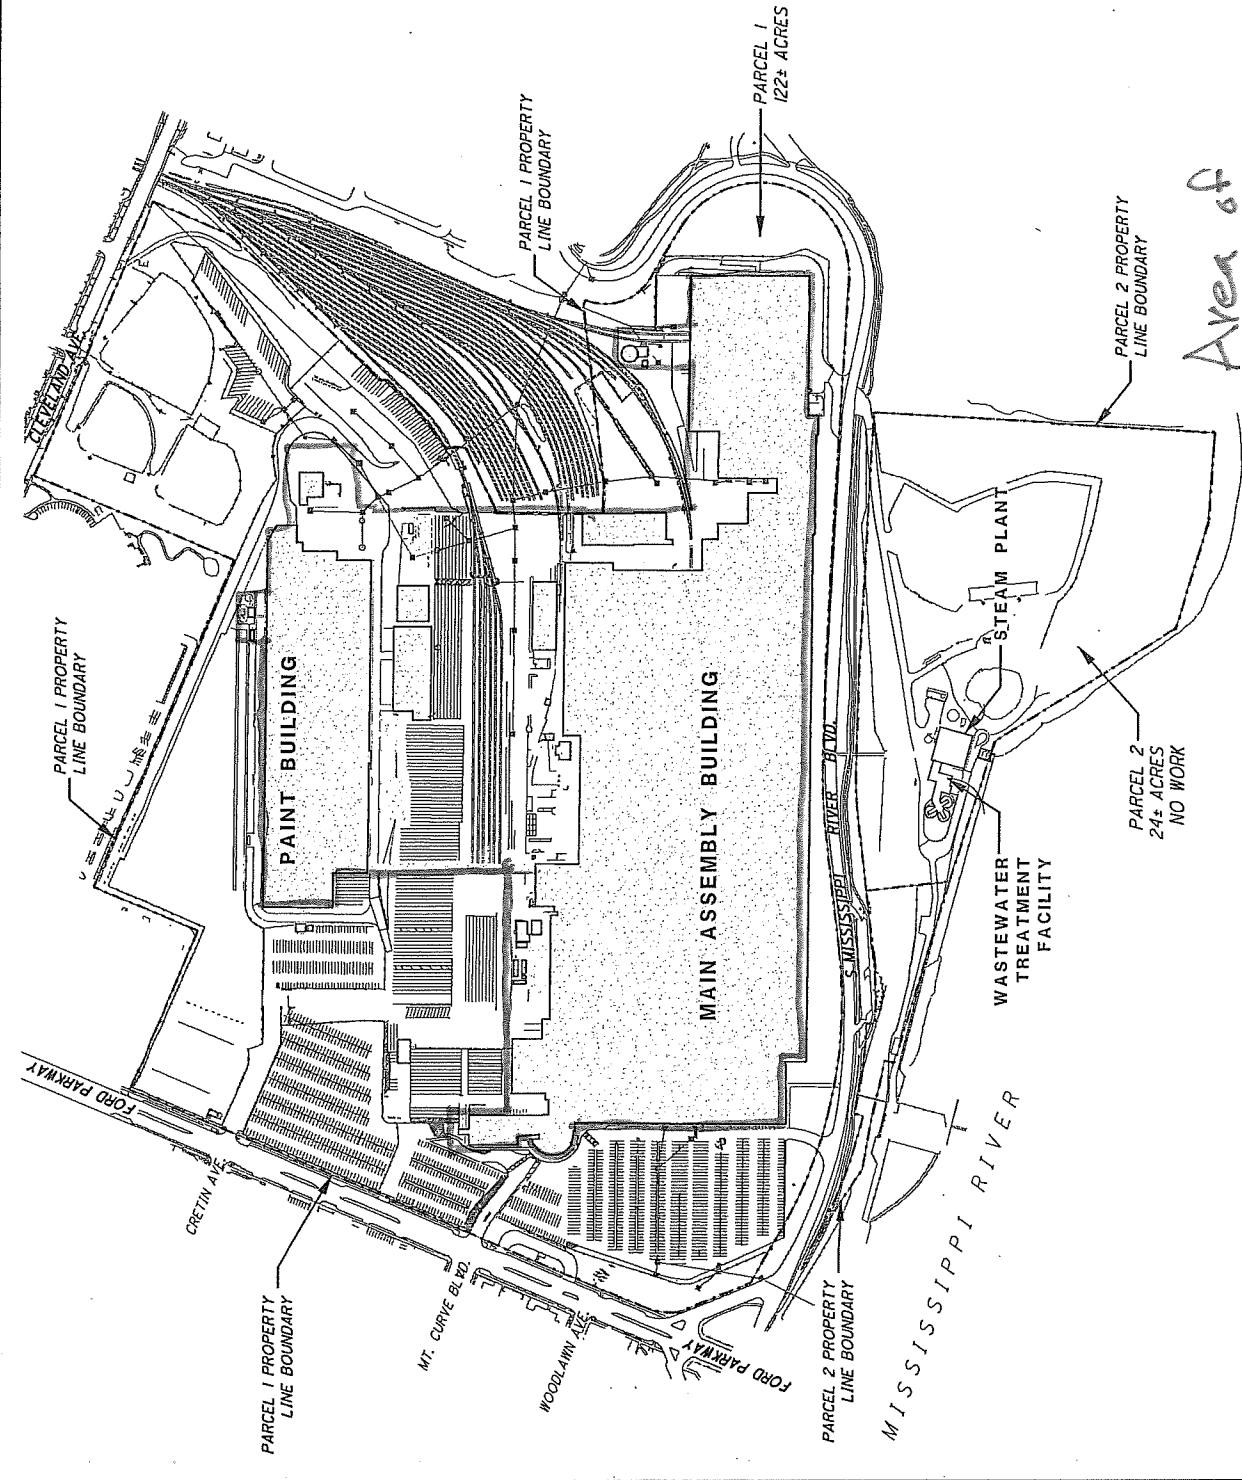 PARCEL 1
122± ACRES
PARCEL 1 PROPERTY
LINE BOUNDARY
CLEVELAND AVE.
PARCEL 2 PROPERTY
LINE BOUNDARY
Area of
PARCEL 1 PROPERTY
LINE BOUNDARY
PAINT BUILDING
MAIN ASSEMBLY BUILDING
S MISSISSIPPI RIVER BLVD.
STEAM PLANT
PARCEL 2
24± ACRES
NO WORK
WASTEWATER
TREATMENT
FACILITY
FORD PARKWAY
CRETIN AVE.
MT. CURVE BLVD.
WOODLAWN AVE.
FORD PARKWAY
PARCEL 1 PROPERTY
LINE BOUNDARY
PARCEL 2 PROPERTY
LINE BOUNDARY
MISSISSIPPI RIVER